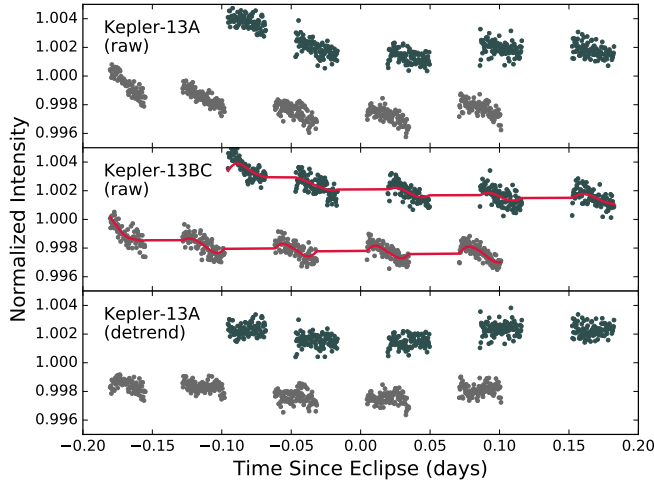 Normalized Intensity
1.004
1.002
1.000
0.998
0.996
Kepler-13A
(raw)
1.004
1.002
1.000
0.998
0.996
Kepler-13BC
(raw)
1.004
1.002
1.000
0.998
0.996
Kepler-13A
(detrend)
−0.20 −0.15 −0.10 −0.05 0.00 0.05 0.10 0.15 0.20
Time Since Eclipse (days)